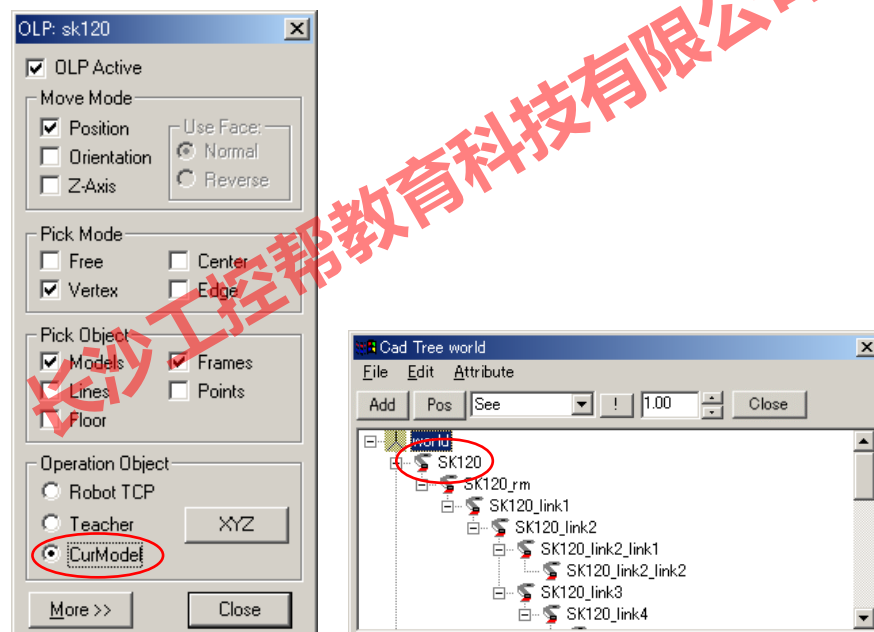 OLP: sk120
OLP Active
Move Mode
Position
Orientation
Z-Axis
Use Face:
Normal
Reverse
Pick Mode
Free
Center
Vertex
Edge
Pick Object
Models
Frames
Lines
Points
Floor
Operation Object
Robot TCP
Teacher
XYZ
CurModel
More >>
Close
Cad Tree world
File Edit Attribute
Add Pos See ! 1.00 Close
world
SK120
SK120_rm
SK120_link1
SK120_link2
SK120_link2_link1
SK120_link2_link2
SK120_link3
SK120_link4
长沙工控帮教育科技有限公司